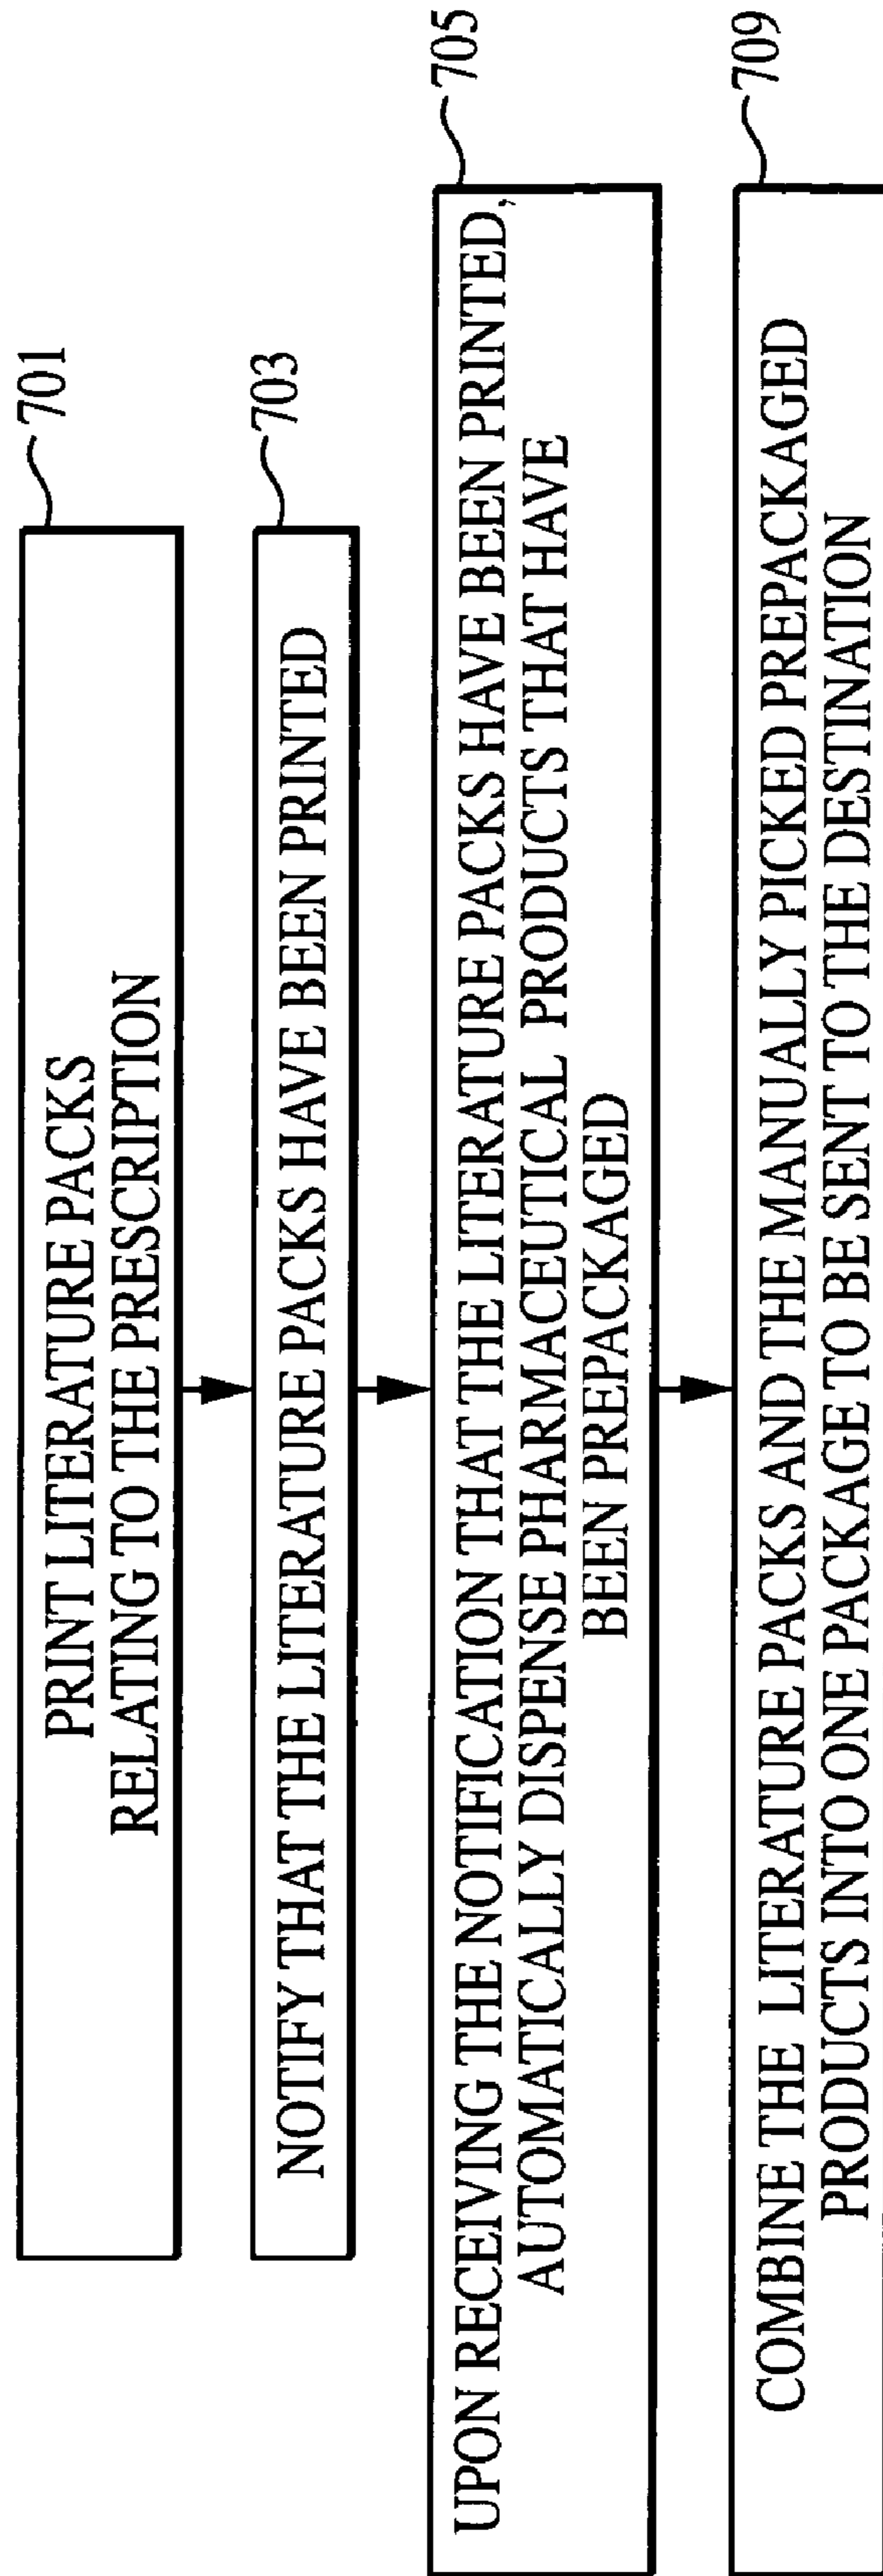 701
PRINT LITERATURE PACKS
RELATING TO THE PRESCRIPTION
703
NOTIFY THAT THE LITERATURE PACKS HAVE BEEN PRINTED
705
UPON RECEIVING THE NOTIFICATION THAT THE LITERATURE PACKS HAVE BEEN PRINTED,
AUTOMATICALLY DISPENSE PHARMACEUTICAL PRODUCTS THAT HAVE
BEEN PREPACKAGED
709
COMBINE THE LITERATURE PACKS AND THE MANUALLY PICKED PREPACKAGED
PRODUCTS INTO ONE PACKAGE TO BE SENT TO THE DESTINATION